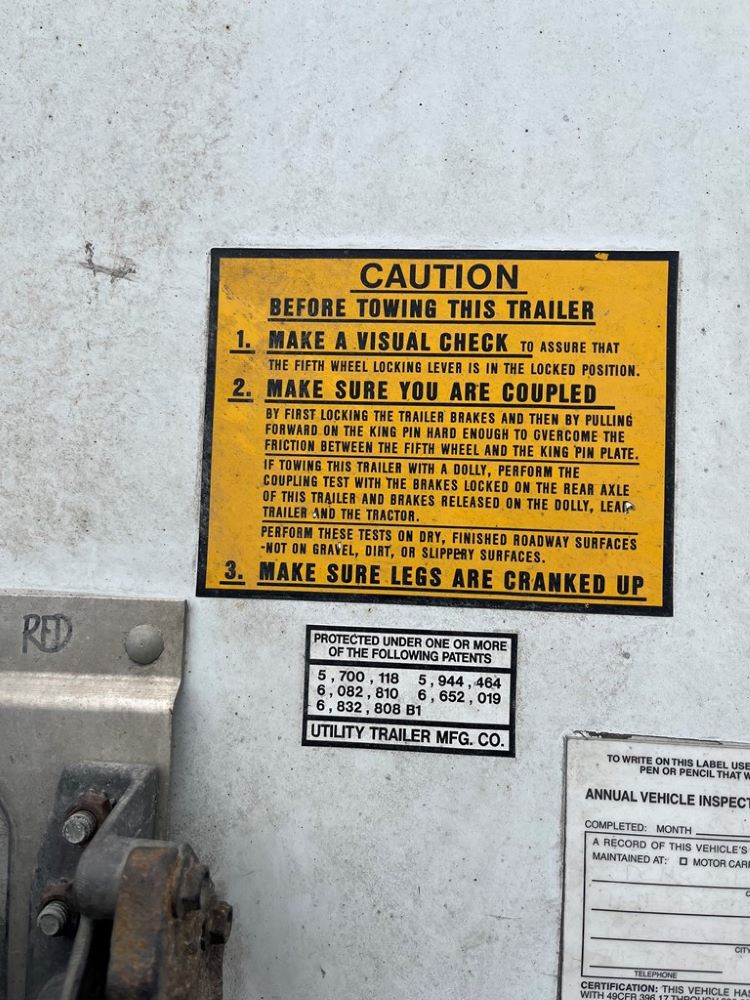 CAUTION
BEFORE TOWING THIS TRAILER
1. MAKE A VISUAL CHECK TO ASSURE THAT
THE FIFTH WHEEL LOCKING LEVER IS IN THE LOCKED POSITION.
2. MAKE SURE YOU ARE COUPLED
BY FIRST LOCKING THE TRAILER BRAKES AND THEN BY PULLING
FORWARD ON THE KING PIN HARD ENOUGH TO OVERCOME THE
FRICTION BETWEEN THE FIFTH WHEEL AND THE KING PIN PLATE.
IF TOWING THIS TRAILER WITH A DOLLY, PERFORM THE
COUPLING TEST WITH THE BRAKES LOCKED ON THE REAR AXLE
OF THIS TRAILER AND BRAKES RELEASED ON THE DOLLY, LEAD
TRAILER AND THE TRACTOR.
PERFORM THESE TESTS ON DRY, FINISHED ROADWAY SURFACES
-NOT ON GRAVEL, DIRT, OR SLIPPERY SURFACES.
3. MAKE SURE LEGS ARE CRANKED UP
RED
PROTECTED UNDER ONE OR MORE
OF THE FOLLOWING PATENTS
5,700,118 5,944,464
6,082,810 6,652,019
6,832,808 B1
UTILITY TRAILER MFG. CO.
TO WRITE ON THIS LABEL USE
PEN OR PENCIL THAT W
ANNUAL VEHICLE INSPECT
COMPLETED: MONTH
A RECORD OF THIS VEHICLE'S
MAINTAINED AT: □ MOTOR CARR
CITY
TELEPHONE
CERTIFICATION: THIS VEHICLE HAS
WITH 49CFR 396.17 THROUGH